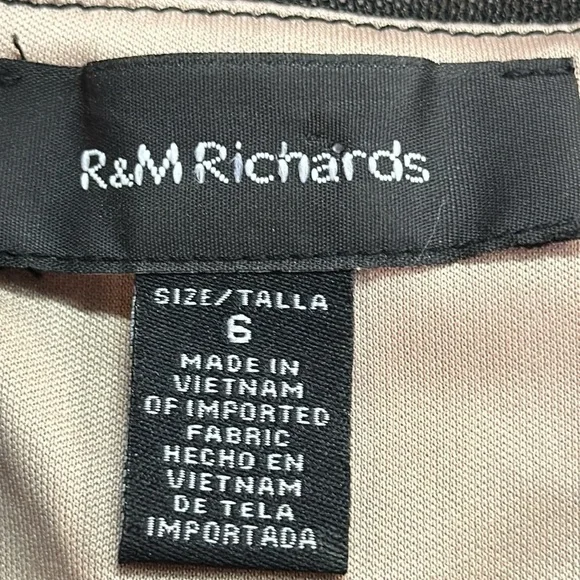 R&M Richards
SIZE/TALLA
6
MADE IN
VIETNAM
OF IMPORTED
FABRIC
HECHO EN
VIETNAM
DE TELA
IMPORTADA